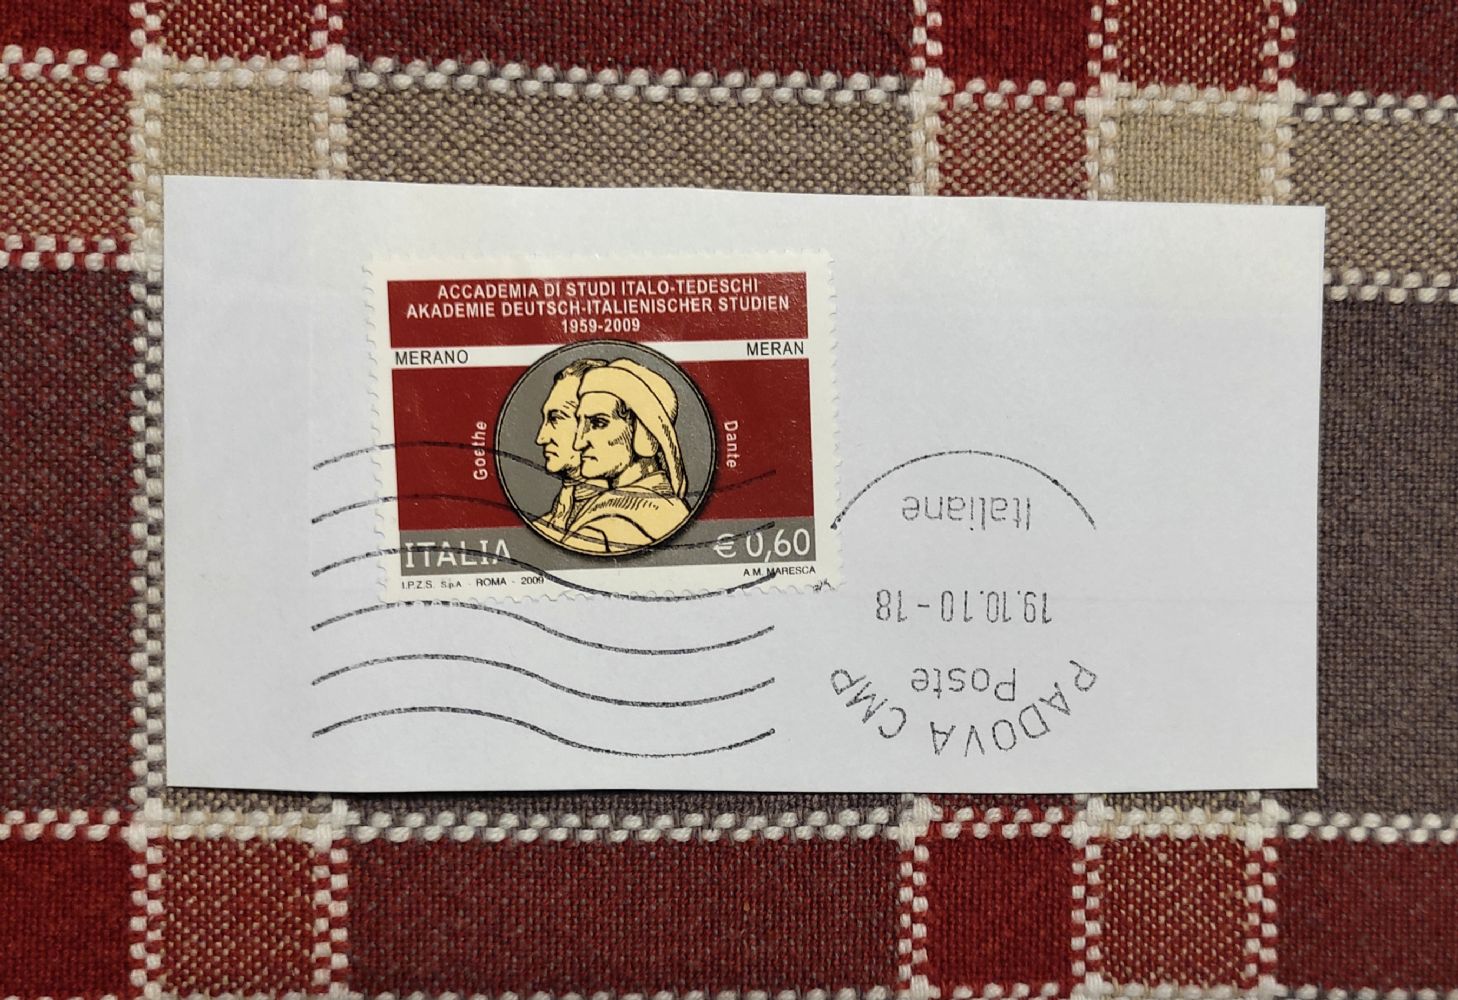 ACCADEMIA DI STUDI ITALO-TEDESCHI
AKADEMIE DEUTSCH-ITALIENISCHER STUDIEN
1959-2009
MERANO
MERAN
Goethe
Dante
ITALIA
€ 0,60
I.P.Z.S. S.p.A - ROMA - 2009
A.M. MARESCA
PADOVA CMP
Poste
19.10.10-18
Italiane